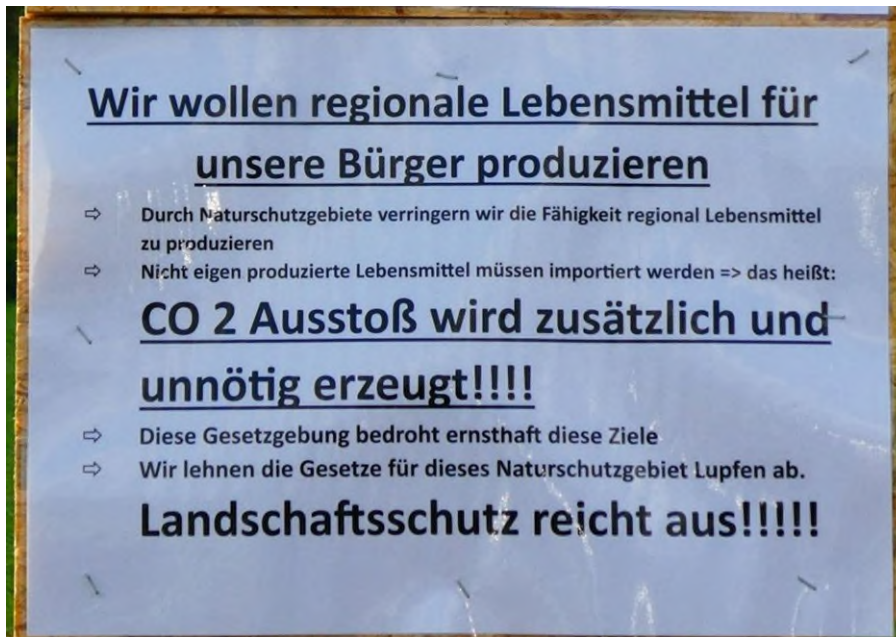 Wir wollen regionale Lebensmittel für
unsere Bürger produzieren
⇨ Durch Naturschutzgebiete verringern wir die Fähigkeit regional Lebensmittel
zu produzieren
⇨ Nicht eigen produzierte Lebensmittel müssen importiert werden => das heißt:
CO 2 Ausstoß wird zusätzlich und
unnötig erzeugt!!!!
⇨ Diese Gesetzgebung bedroht ernsthaft diese Ziele
⇨ Wir lehnen die Gesetze für dieses Naturschutzgebiet Lupfen ab.
Landschaftsschutz reicht aus!!!!!